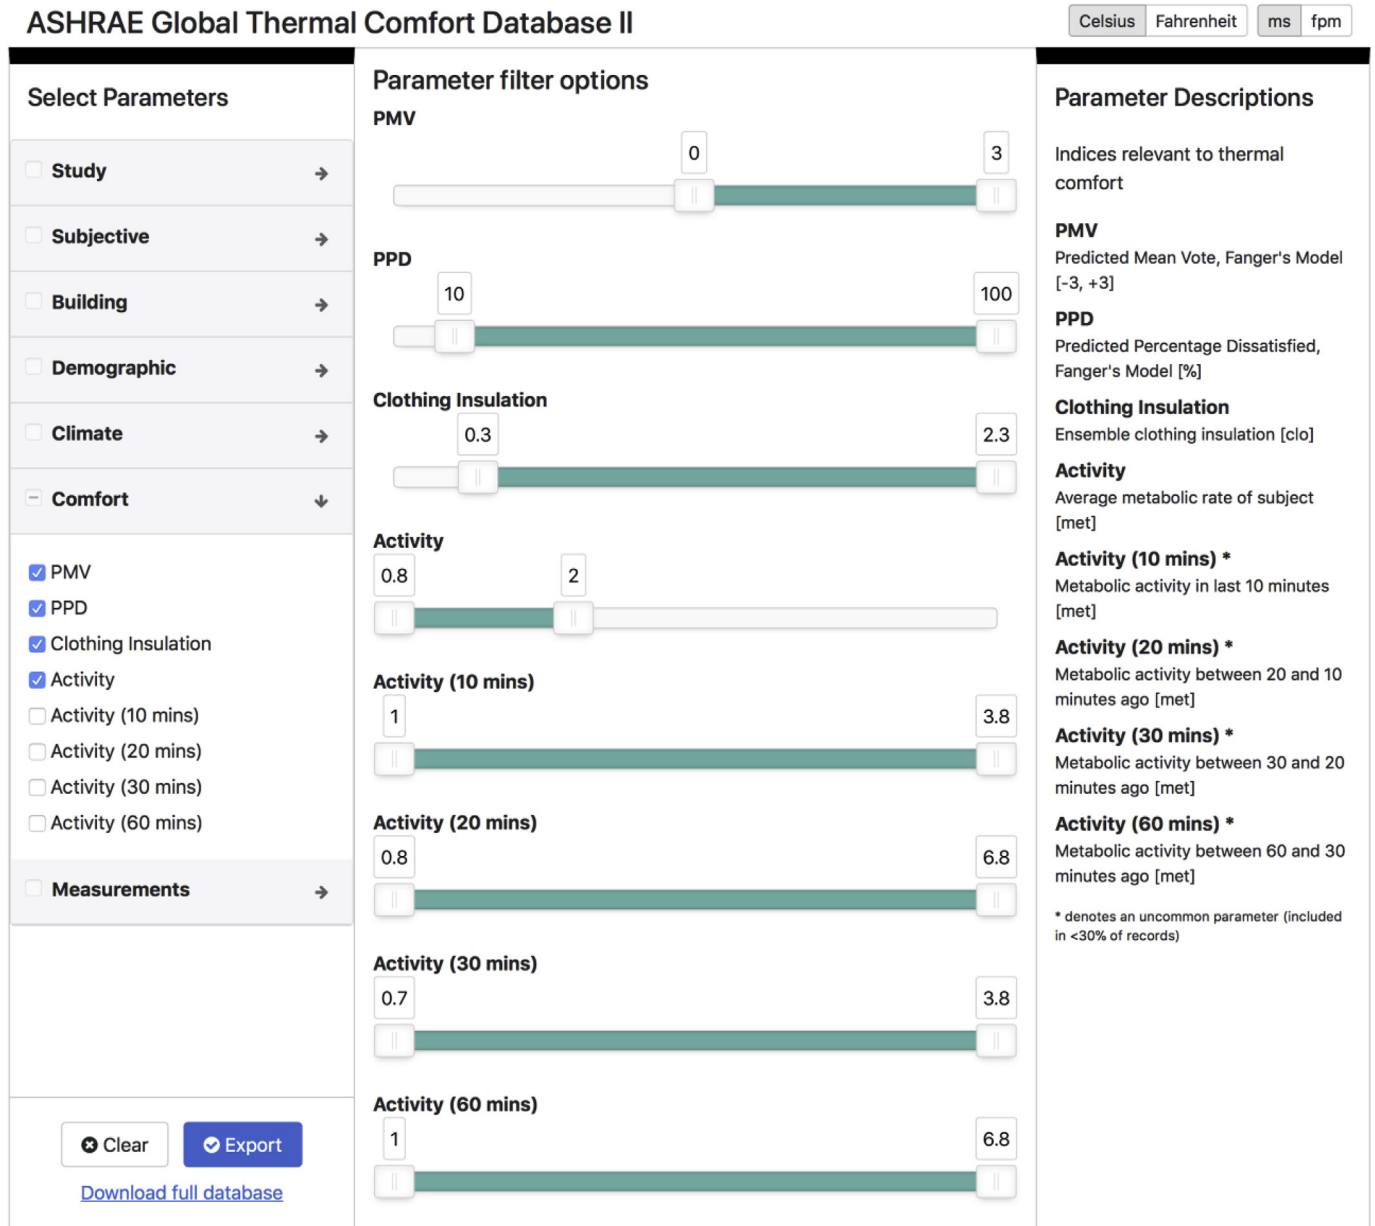 ASHRAE Global Thermal Comfort Database II
Celsius Fahrenheit ms fpm
Select Parameters
Study
Subjective
Building
Demographic
Climate
Comfort
PMV
PPD
Clothing Insulation
Activity
Activity (10 mins)
Activity (20 mins)
Activity (30 mins)
Activity (60 mins)
Measurements
Clear Export
Download full database
Parameter filter options
PMV
0 3
PPD
10 100
Clothing Insulation
0.3 2.3
Activity
0.8 2
Activity (10 mins)
1 3.8
Activity (20 mins)
0.8 6.8
Activity (30 mins)
0.7 3.8
Activity (60 mins)
1 6.8
Parameter Descriptions
Indices relevant to thermal
comfort
PMV
Predicted Mean Vote, Fanger's Model
[-3, +3]
PPD
Predicted Percentage Dissatisfied,
Fanger's Model [%]
Clothing Insulation
Ensemble clothing insulation [clo]
Activity
Average metabolic rate of subject
[met]
Activity (10 mins) *
Metabolic activity in last 10 minutes
[met]
Activity (20 mins) *
Metabolic activity between 20 and 10
minutes ago [met]
Activity (30 mins) *
Metabolic activity between 30 and 20
minutes ago [met]
Activity (60 mins) *
Metabolic activity between 60 and 30
minutes ago [met]
* denotes an uncommon parameter (included
in <30% of records)